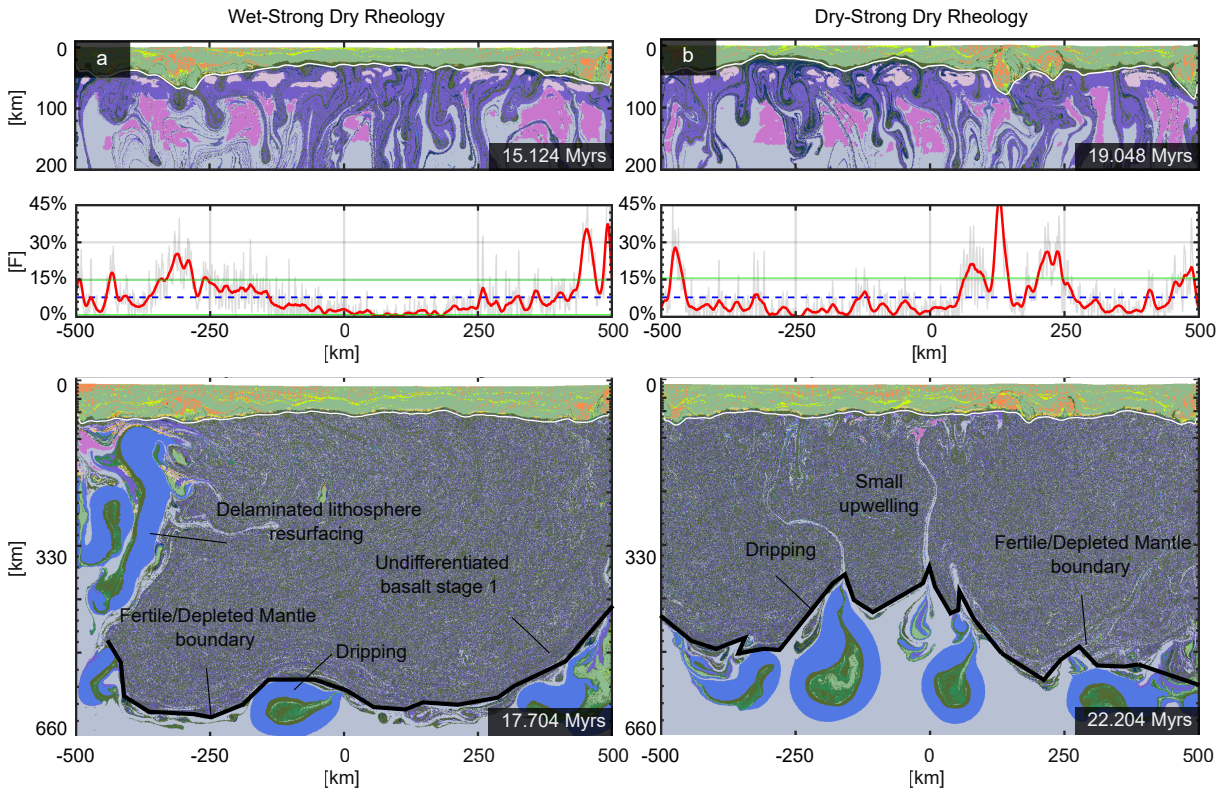 Wet-Strong Dry Rheology
Dry-Strong Dry Rheology
a
b
0
100
200
[km]
15.124 Myrs
0
100
200
19.048 Myrs
45%
30%
15%
0%
[F]
-500
-250
0
250
500
[km]
45%
30%
15%
0%
-500
-250
0
250
500
[km]
0
330
660
[km]
Delaminated lithosphere
resurfacing
Undifferentiated
basalt stage 1
Fertile/Depleted Mantle
boundary
Dripping
17.704 Myrs
-500
-250
0
250
500
[km]
0
330
660
Small
upwelling
Dripping
Fertile/Depleted Mantle
boundary
22.204 Myrs
-500
-250
0
250
500
[km]